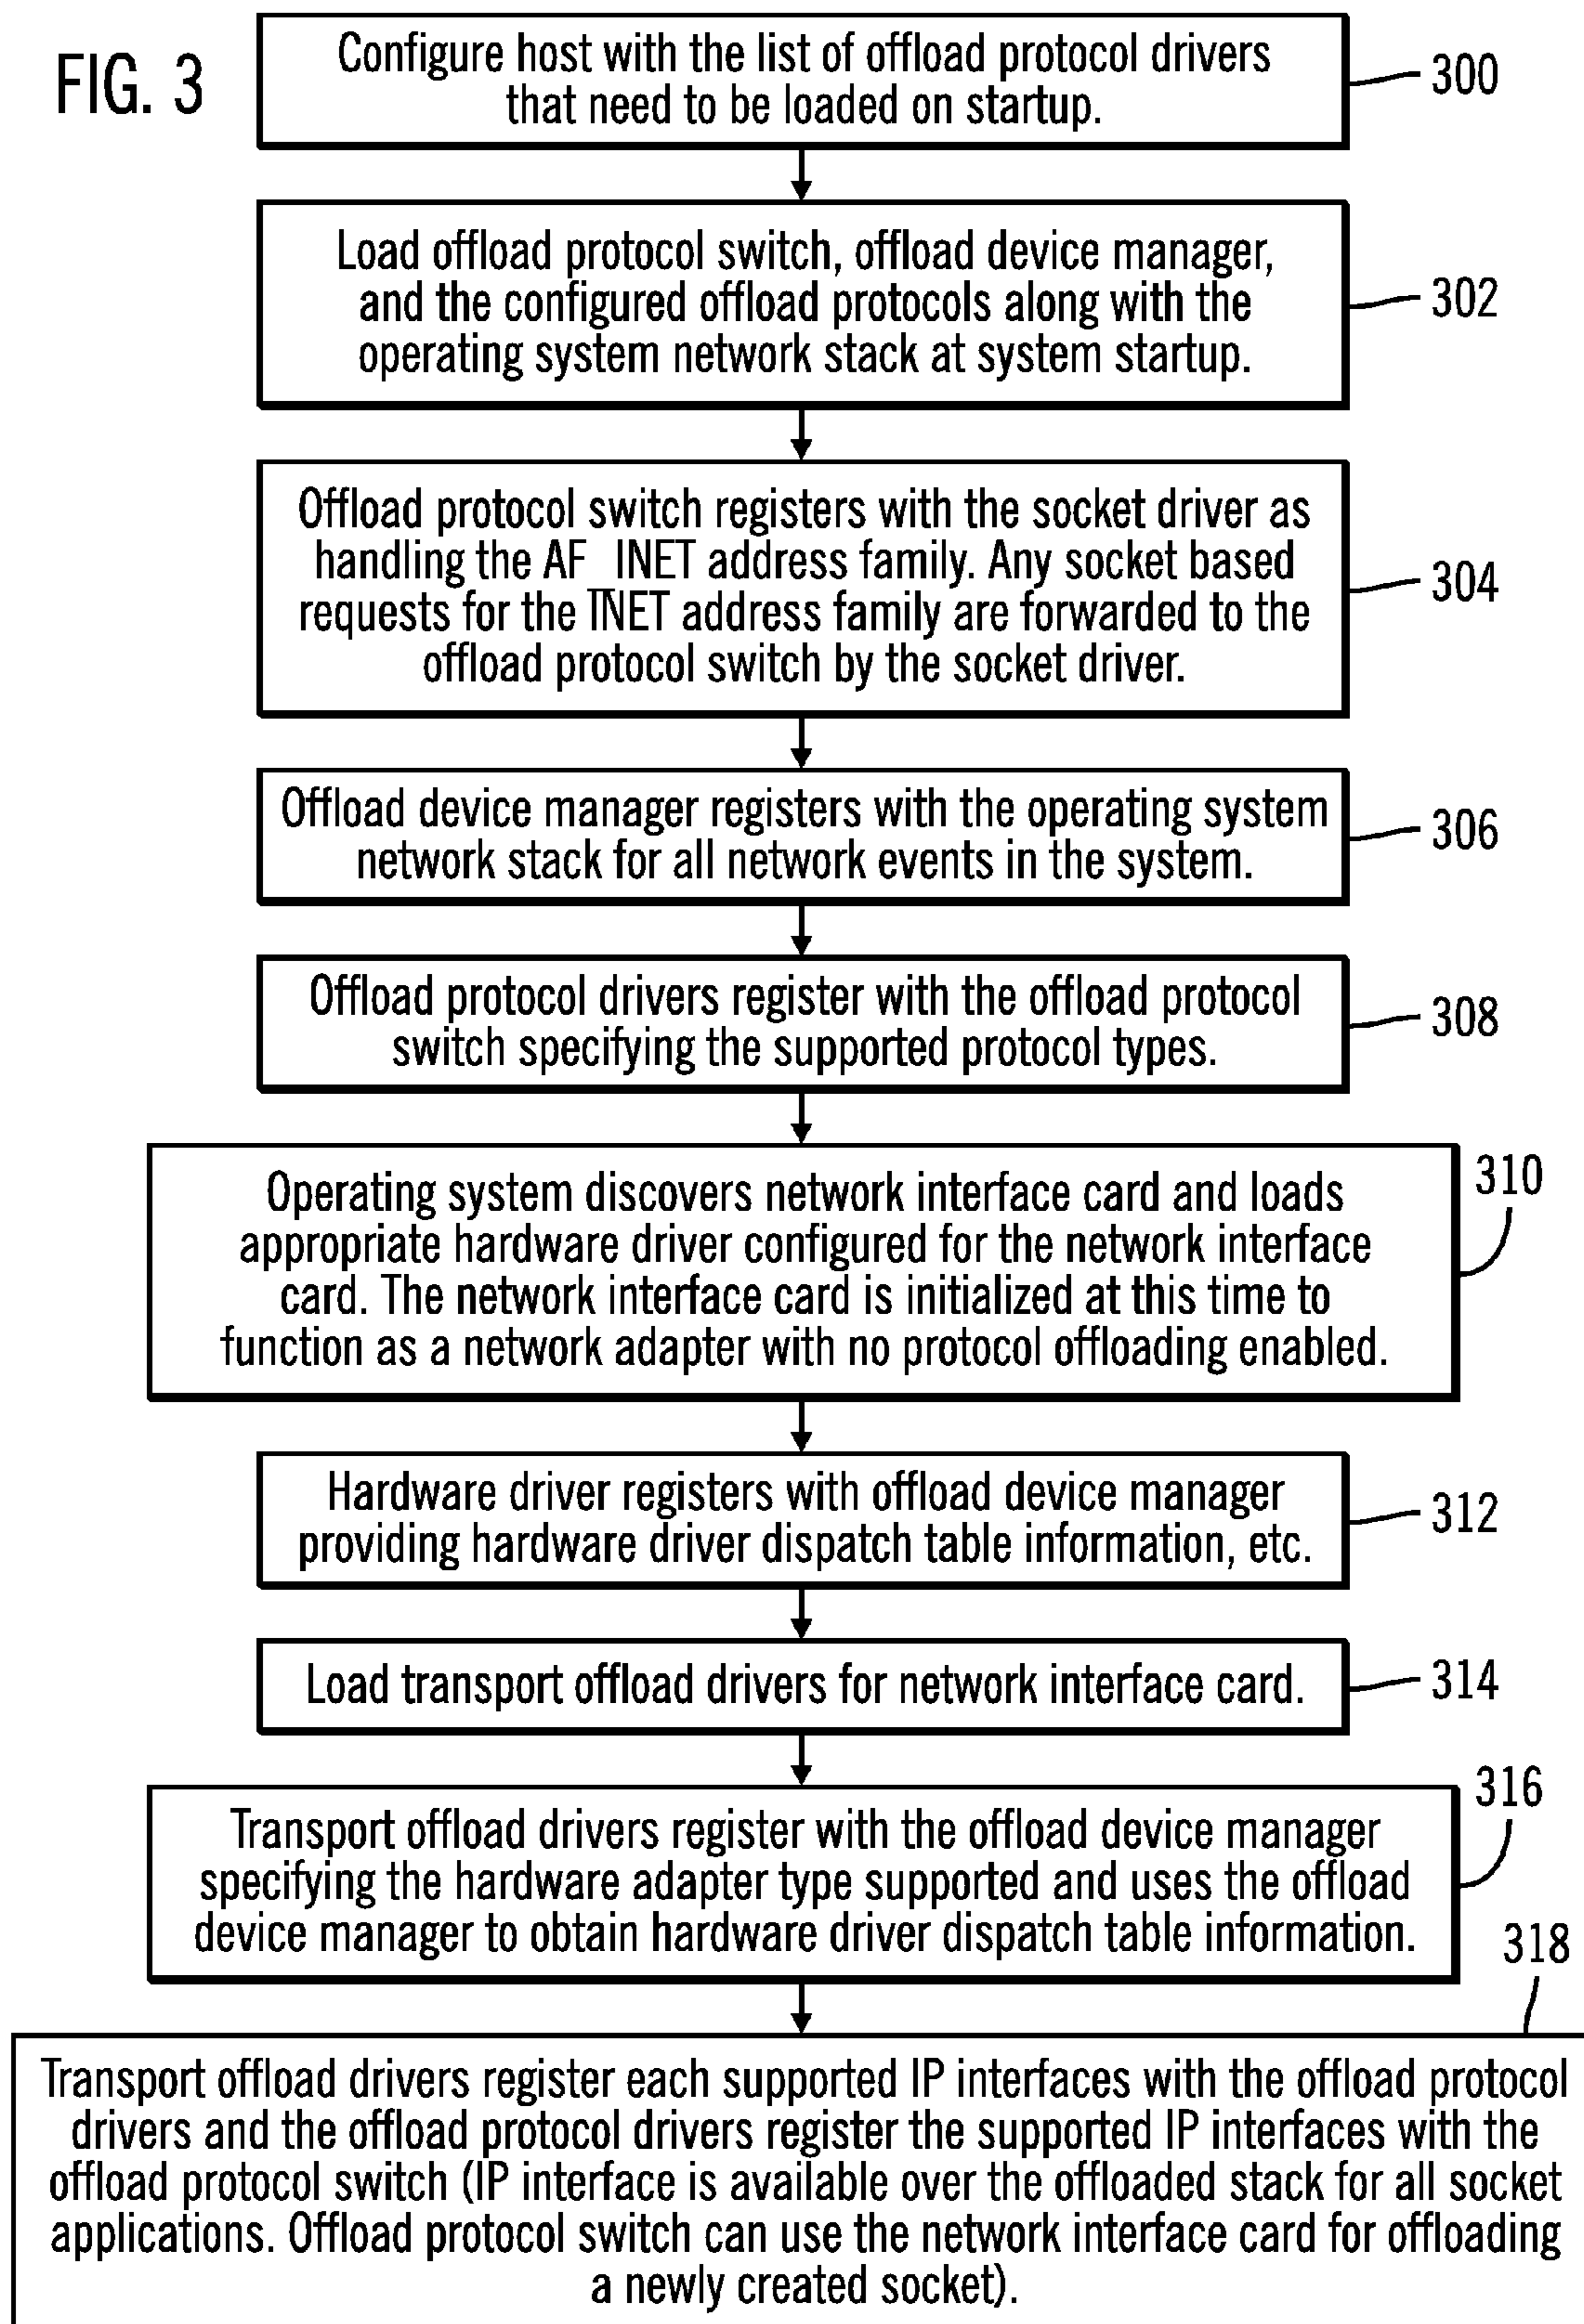 FIG. 3
Configure host with the list of offload protocol drivers
that need to be loaded on startup.
300
Load offload protocol switch, offload device manager,
and the configured offload protocols along with the
operating system network stack at system startup.
302
Offload protocol switch registers with the socket driver as
handling the AF_INET address family. Any socket based
requests for the INET address family are forwarded to the
offload protocol switch by the socket driver.
304
Offload device manager registers with the operating system
network stack for all network events in the system.
306
Offload protocol drivers register with the offload protocol
switch specifying the supported protocol types.
308
Operating system discovers network interface card and loads
appropriate hardware driver configured for the network interface
card. The network interface card is initialized at this time to
function as a network adapter with no protocol offloading enabled.
310
Hardware driver registers with offload device manager
providing hardware driver dispatch table information, etc.
312
Load transport offload drivers for network interface card.
314
Transport offload drivers register with the offload device manager
specifying the hardware adapter type supported and uses the offload
device manager to obtain hardware driver dispatch table information.
316
318
Transport offload drivers register each supported IP interfaces with the offload protocol
drivers and the offload protocol drivers register the supported IP interfaces with the
offload protocol switch (IP interface is available over the offloaded stack for all socket
applications. Offload protocol switch can use the network interface card for offloading
a newly created socket).